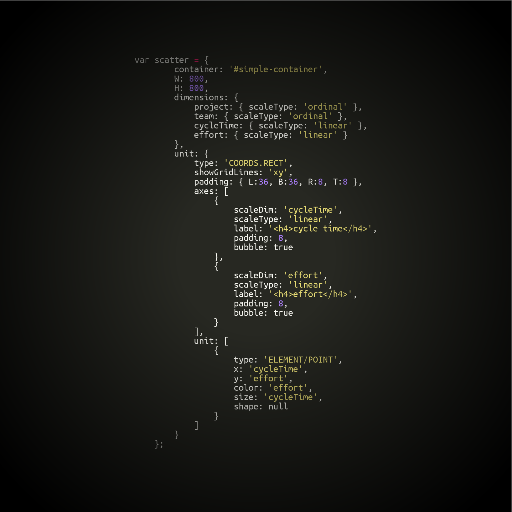 var scatter = {
container: '#simple-container',
W: 800,
H: 800,
dimensions: {
project: { scaleType: 'ordinal' },
team: { scaleType: 'ordinal' },
cycleTime: { scaleType: 'linear' },
effort: { scaleType: 'linear' }
},
unit: {
type: 'COORDS.RECT',
showGridLines: 'xy',
padding: { L:36, B:36, R:8, T:8 },
axes: [
{
scaleDim: 'cycleTime',
scaleType: 'linear',
label: '<h4>cycle time</h4>',
padding: 8,
bubble: true
},
{
scaleDim: 'effort',
scaleType: 'linear',
label: '<h4>effort</h4>',
padding: 8,
bubble: true
}
],
unit: [
{
type: 'ELEMENT/POINT',
x: 'cycleTime',
y: 'effort',
color: 'effort',
size: 'cycleTime',
shape: null
}
]
}
};